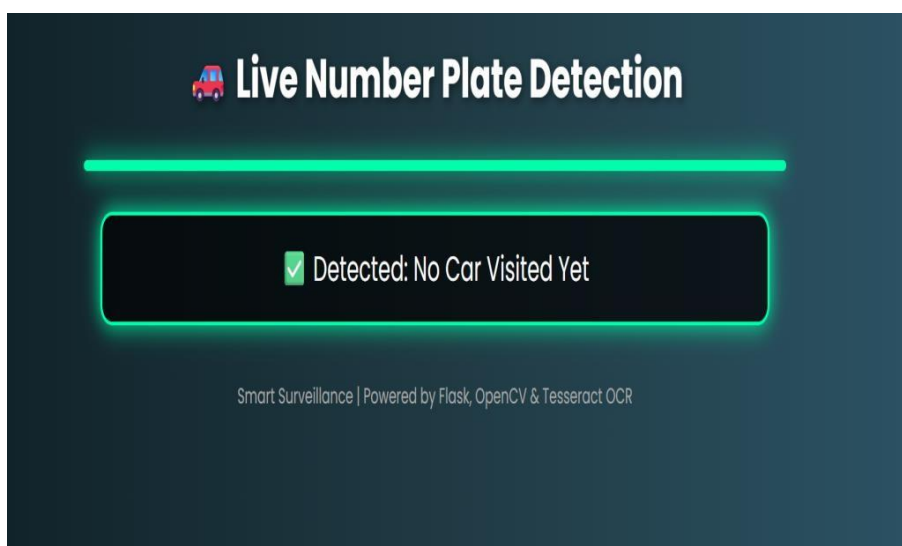 🚗 Live Number Plate Detection
✅ Detected: No Car Visited Yet
Smart Surveillance | Powered by Flask, OpenCV & Tesseract OCR